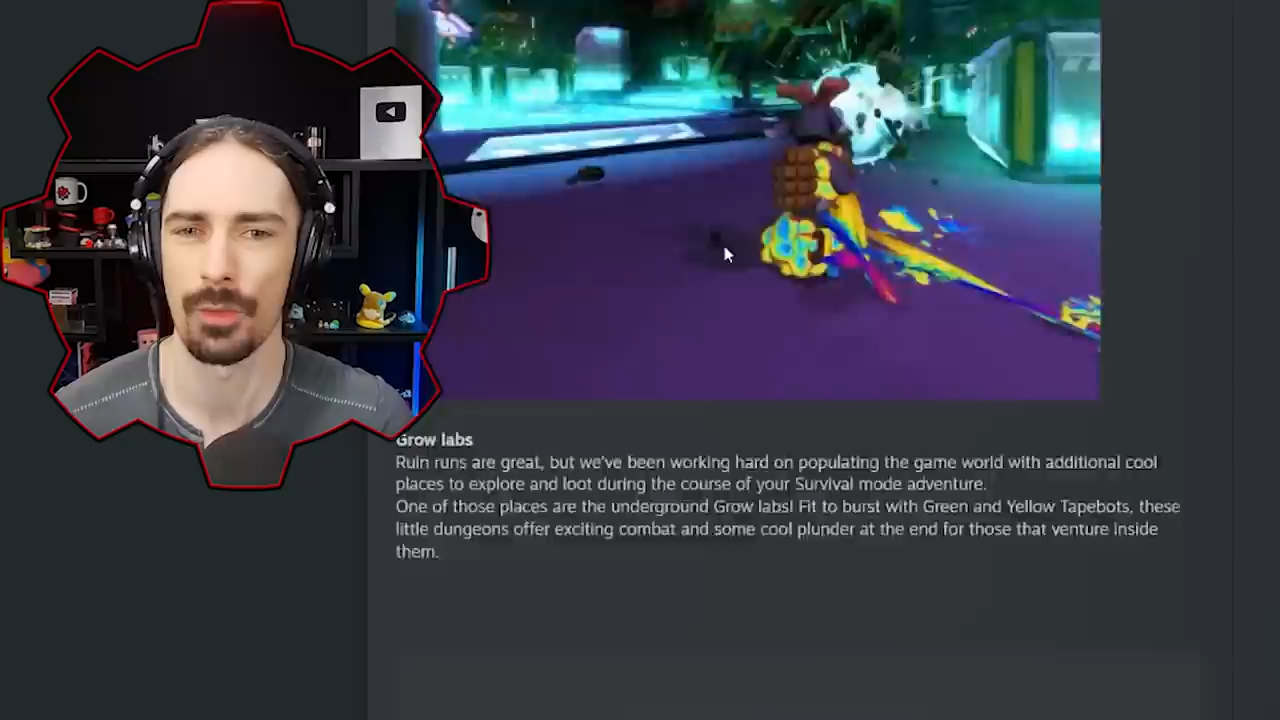 Grow labs
Ruin runs are great, but we've been working hard on populating the game world with additional cool
places to explore and loot during the course of your Survival mode adventure.
One of those places are the underground Grow labs! Fit to burst with Green and Yellow Tapebots, these
little dungeons offer exciting combat and some cool plunder at the end for those that venture inside
them.